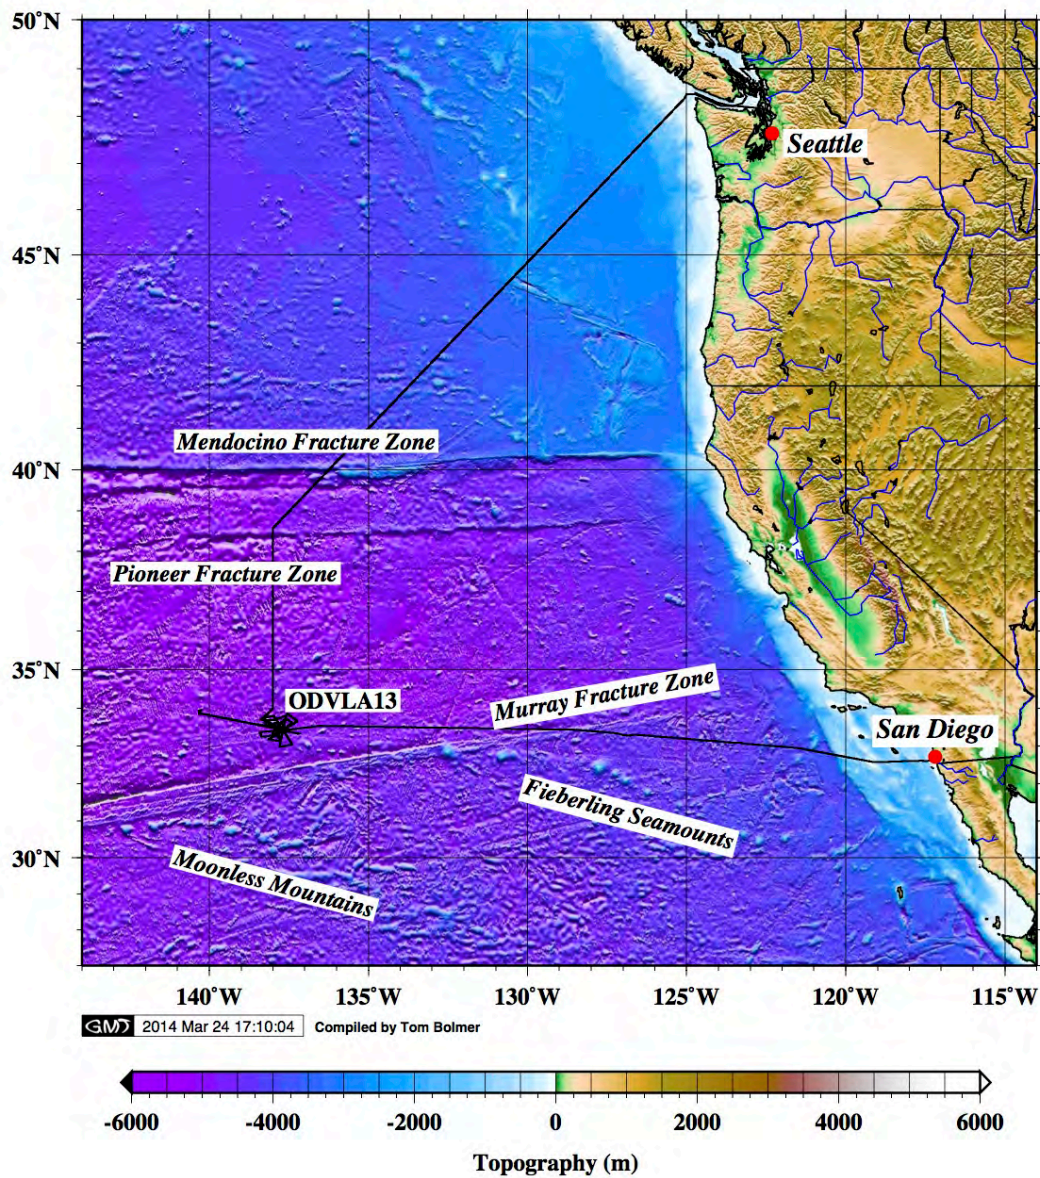 50°N
Seattle
45°N
Mendocino Fracture Zone
40°N
Pioneer Fracture Zone
35°N
ODVLA13
Murray Fracture Zone
San Diego
Fieberling Seamounts
30°N
Moonless Mountains
140°W 135°W 130°W 125°W 120°W 115°W
GMT 2014 Mar 24 17:10:04 Compiled by Tom Bolmer
-6000 -4000 -2000 0 2000 4000 6000
Topography (m)